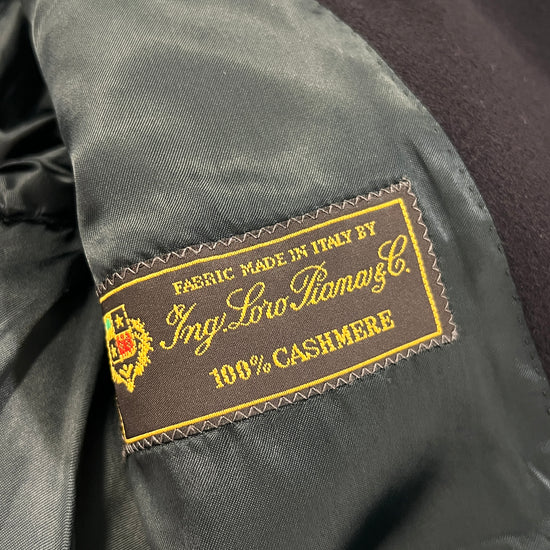 FABRIC MADE IN ITALY BY
Ing. Loro Piana & C.
100% CASHMERE